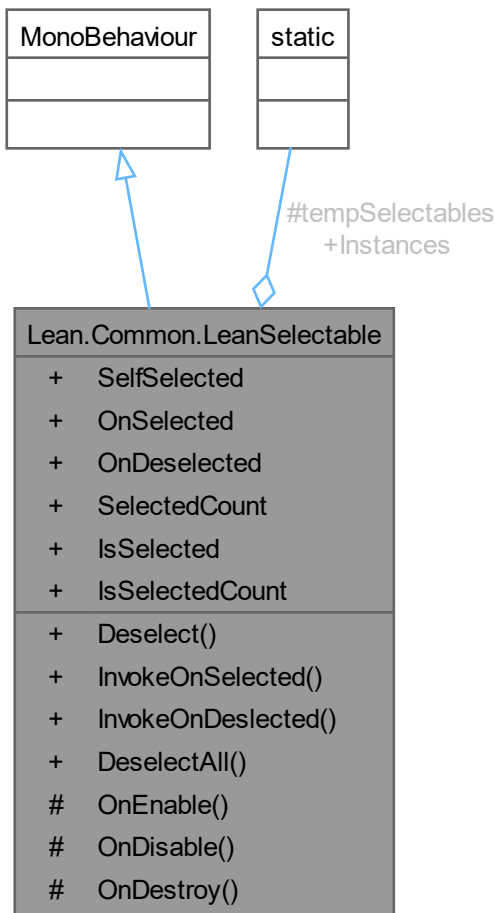 MonoBehaviour
static
#tempSelectables
+Instances
Lean.Common.LeanSelectable
+ SelfSelected
+ OnSelected
+ OnDeselected
+ SelectedCount
+ IsSelected
+ IsSelectedCount
+ Deselect()
+ InvokeOnSelected()
+ InvokeOnDeslected()
+ DeselectAll()
# OnEnable()
# OnDisable()
# OnDestroy()